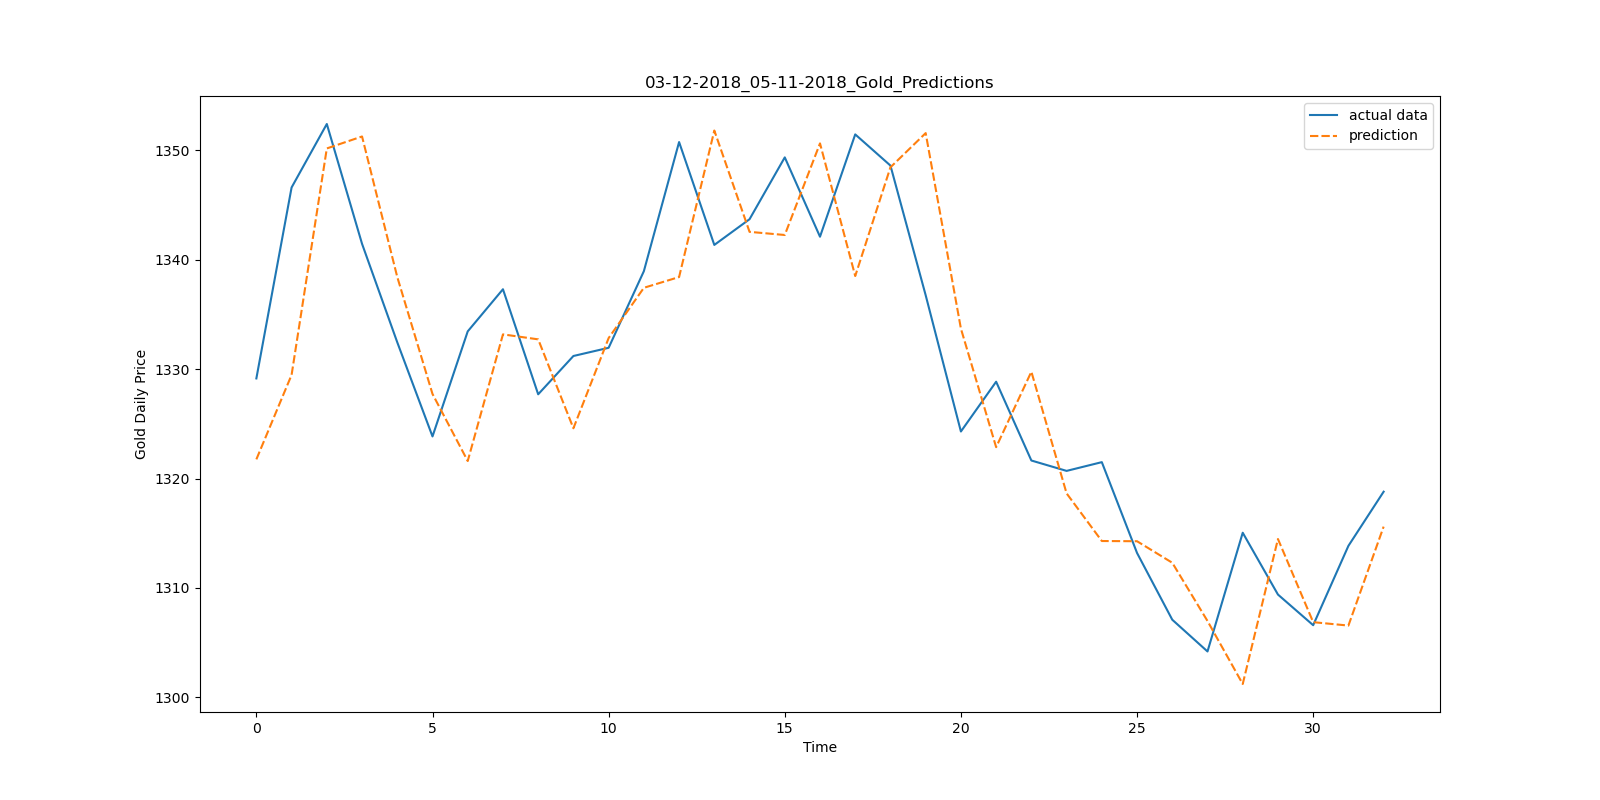 03-12-2018_05-11-2018_Gold_Predictions
actual data
prediction
Gold Daily Price
1350
1340
1330
1320
1310
1300
0 5 10 15 20 25 30
Time